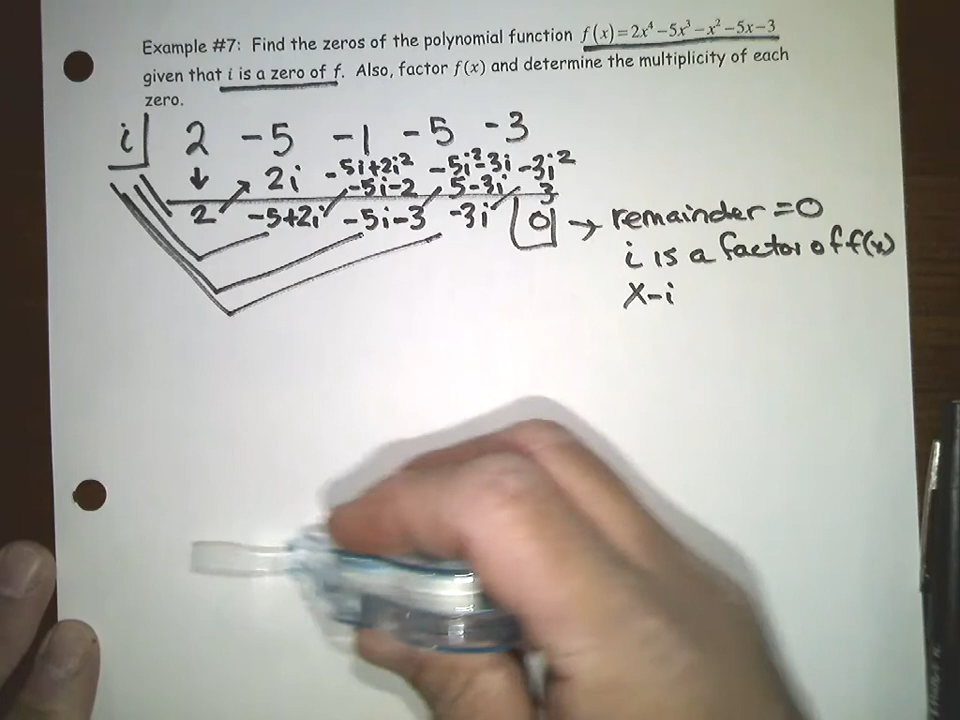 Example #7: Find the zeros of the polynomial function f(x)=2x⁴−5x³−x²−5x−3
given that i is a zero of f. Also, factor f(x) and determine the multiplicity of each
zero.
i 2 -5 -1 -5 -3
2i -5i+2i² -5i²-3i -3i²
-5i-2 5-3i 3
2 -5+2i -5i-3 -3i 0 → remainder=0
i is a factor of f(x)
x-i